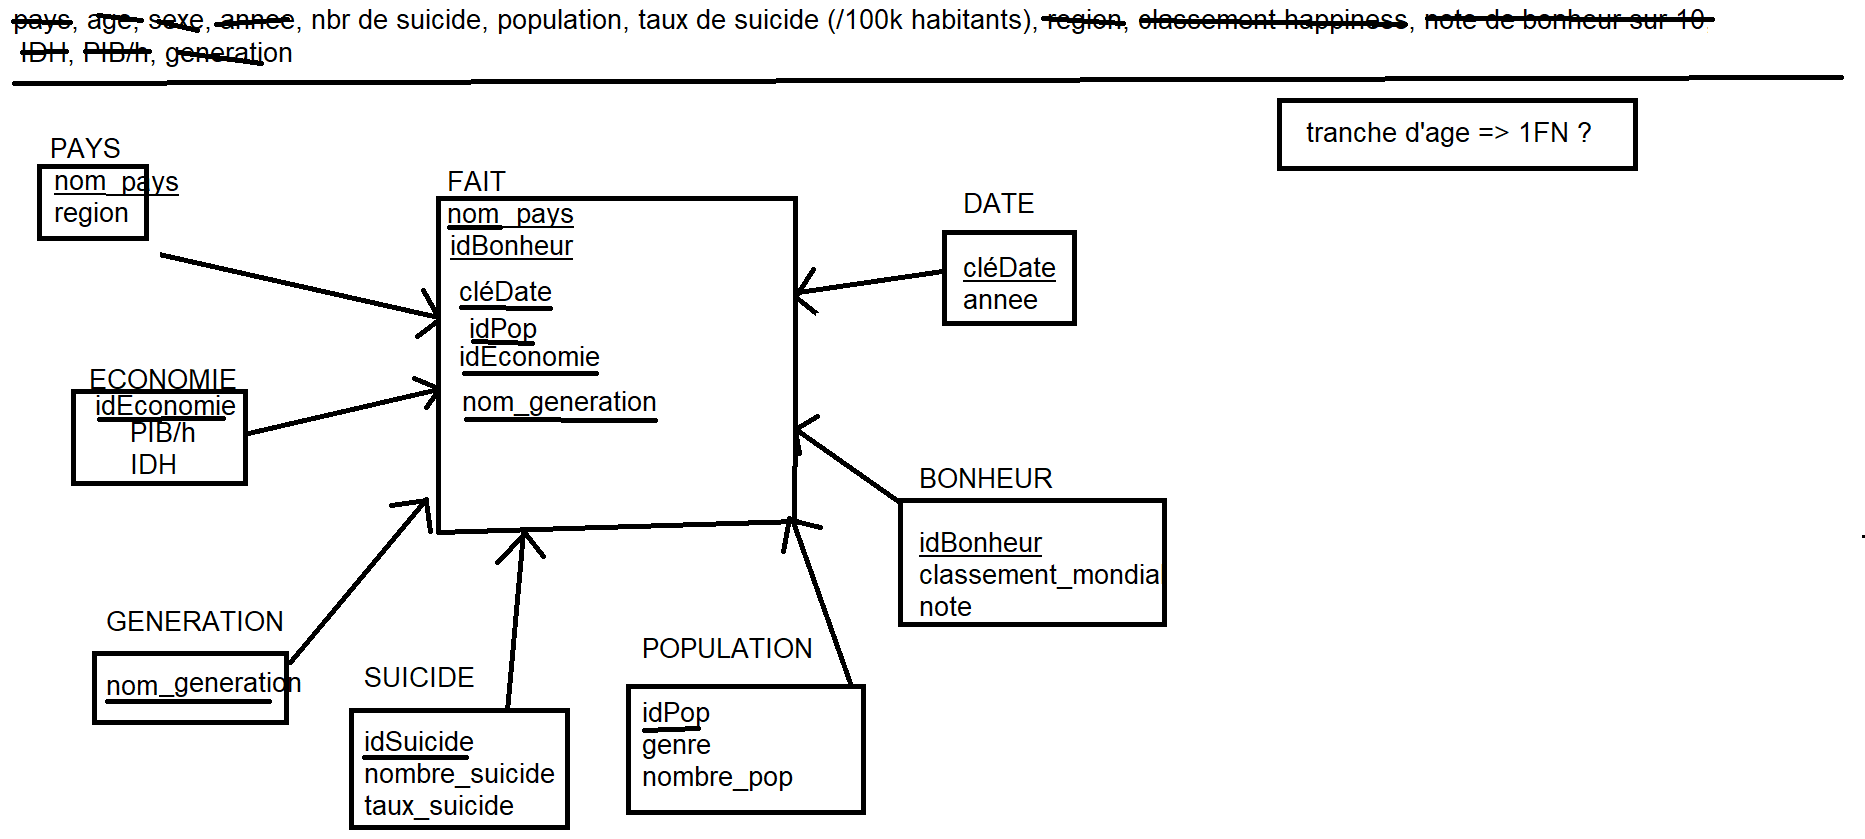 pays, age, sexe, annee, nbr de suicide, population, taux de suicide (/100k habitants), region, classement happiness, note de bonheur sur 10
IDH, PIB/h, generation
tranche d'age => 1FN ?
PAYS
nom_pays
region
FAIT
nom_pays
idBonheur
cléDate
idPop
idEconomie
nom_generation
DATE
cléDate
annee
ECONOMIE
idEconomie
PIB/h
IDH
BONHEUR
idBonheur
classement_mondia
note
GENERATION
nom_generation
SUICIDE
idSuicide
nombre_suicide
taux_suicide
POPULATION
idPop
genre
nombre_pop